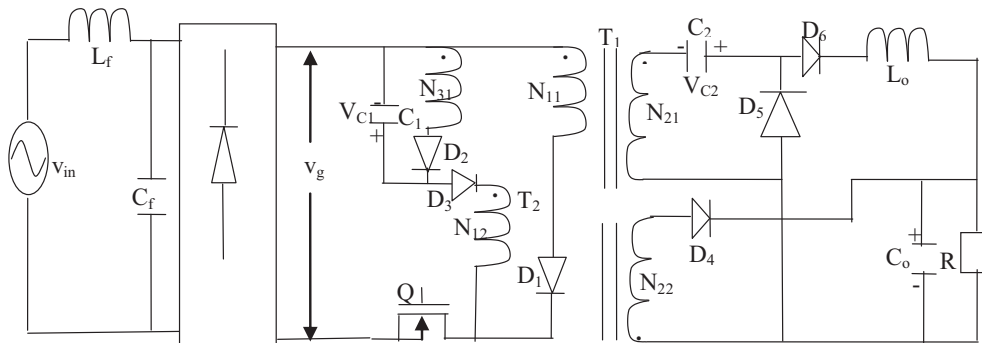 L_f
v_in
C_f
v_g
-
V_C1
C_1
+
N_31
D_2
D_3
N_12
T_2
N_11
D_1
Q
T_1
N_21
N_22
C_2
-
+
V_C2
D_6
D_5
L_o
D_4
+
C_o
-
R